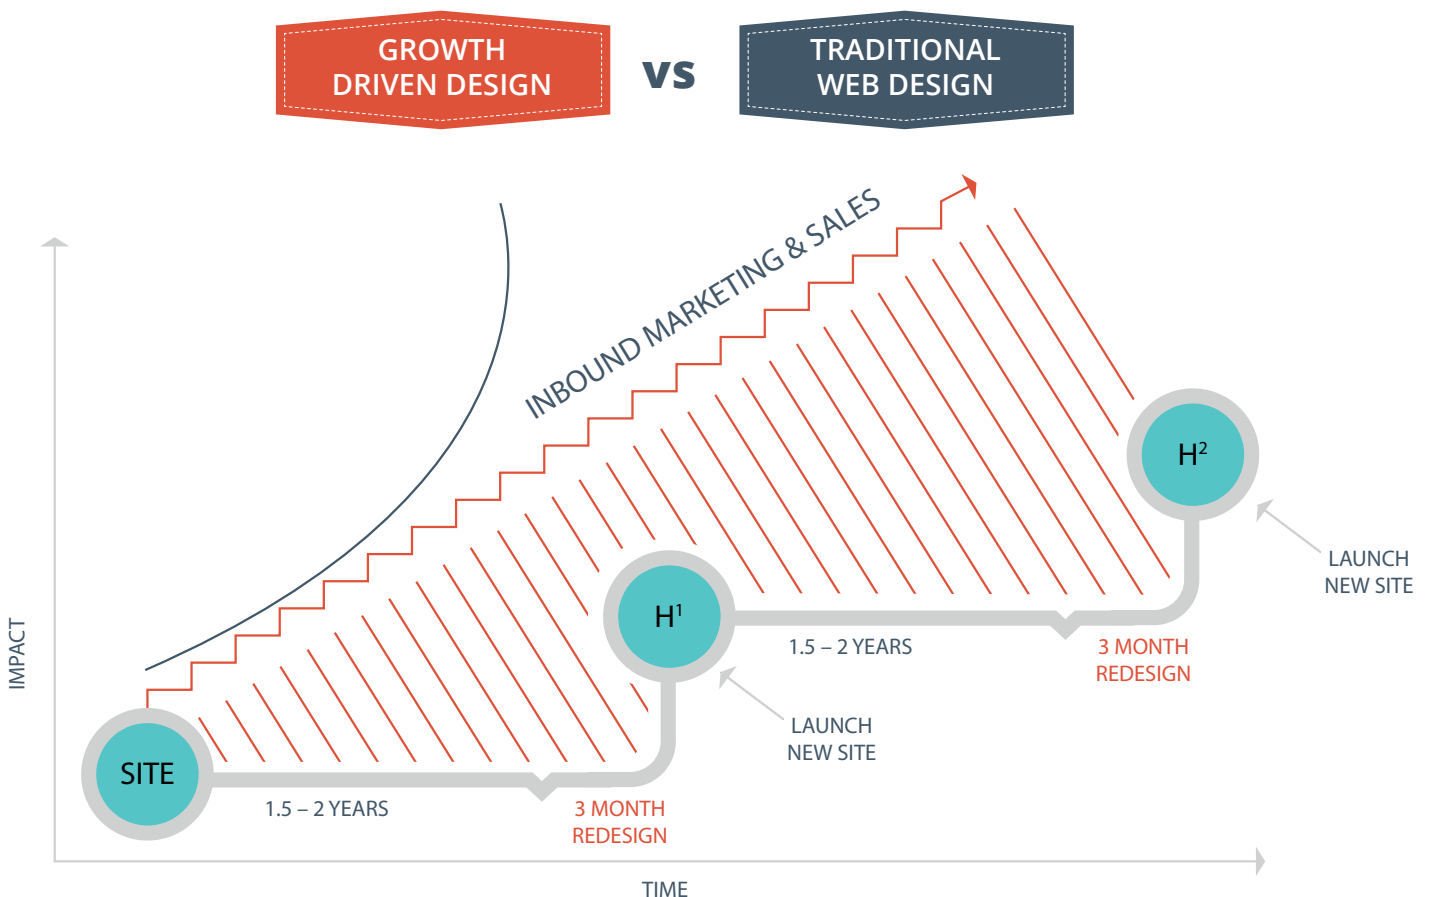 GROWTH
DRIVEN DESIGN
vs
TRADITIONAL
WEB DESIGN
INBOUND MARKETING & SALES
IMPACT
SITE
1.5 – 2 YEARS
3 MONTH
REDESIGN
H¹
LAUNCH
NEW SITE
1.5 – 2 YEARS
3 MONTH
REDESIGN
H²
LAUNCH
NEW SITE
TIME